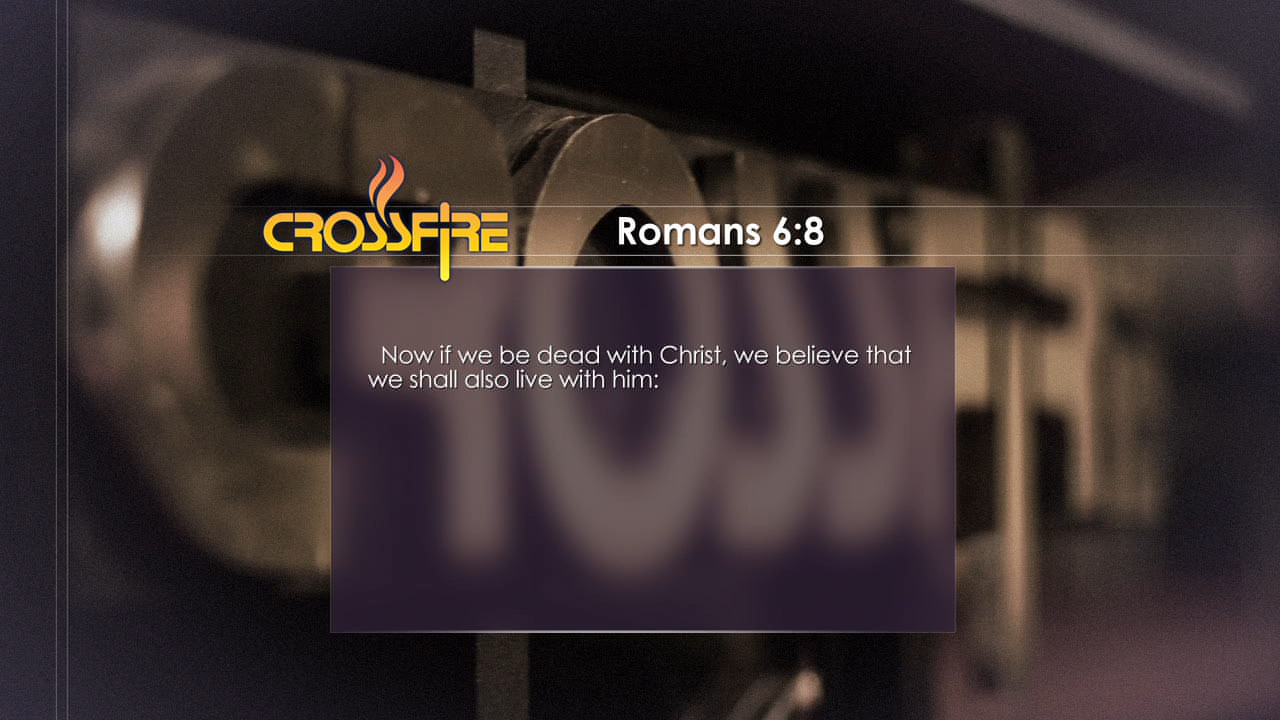 CROSSFIRE
Romans 6:8
Now if we be dead with Christ, we believe that
we shall also live with him: